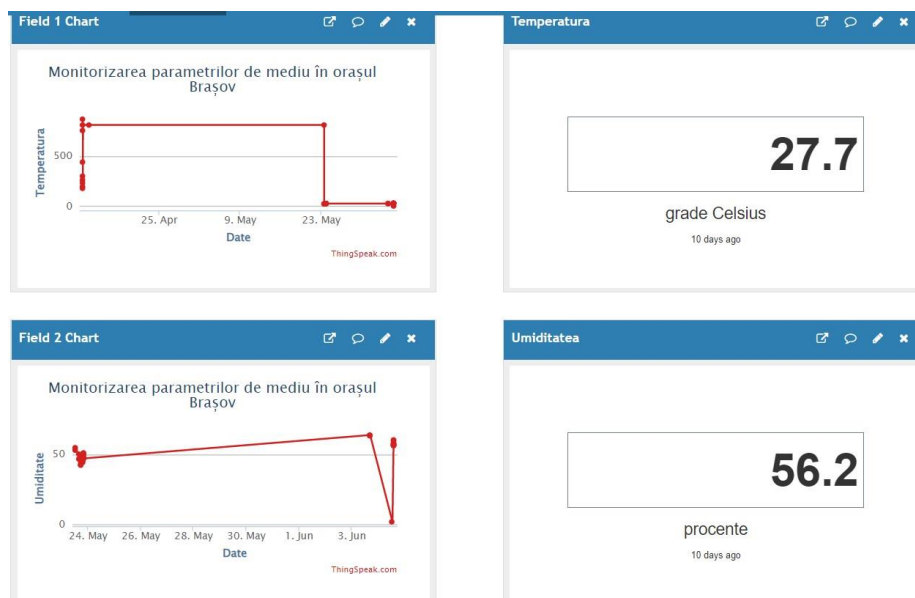 Field 1 Chart
Monitorizarea parametrilor de mediu în orașul
Brașov
Temperatura
500
0
25. Apr
9. May
23. May
Date
ThingSpeak.com
Temperatura
27.7
grade Celsius
10 days ago
Field 2 Chart
Monitorizarea parametrilor de mediu în orașul
Brașov
Umiditate
50
0
24. May
26. May
28. May
30. May
1. Jun
3. Jun
Date
ThingSpeak.com
Umiditatea
56.2
procente
10 days ago